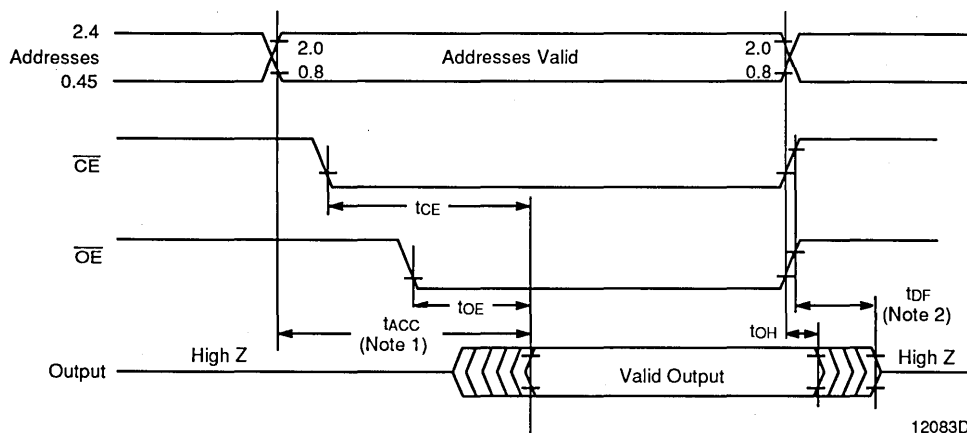 2.4
Addresses
0.45
2.0
0.8
Addresses Valid
2.0
0.8
CE
tCE
OE
tOE
tDF
(Note 2)
tACC
(Note 1)
tOH
Output
High Z
Valid Output
High Z
12083D